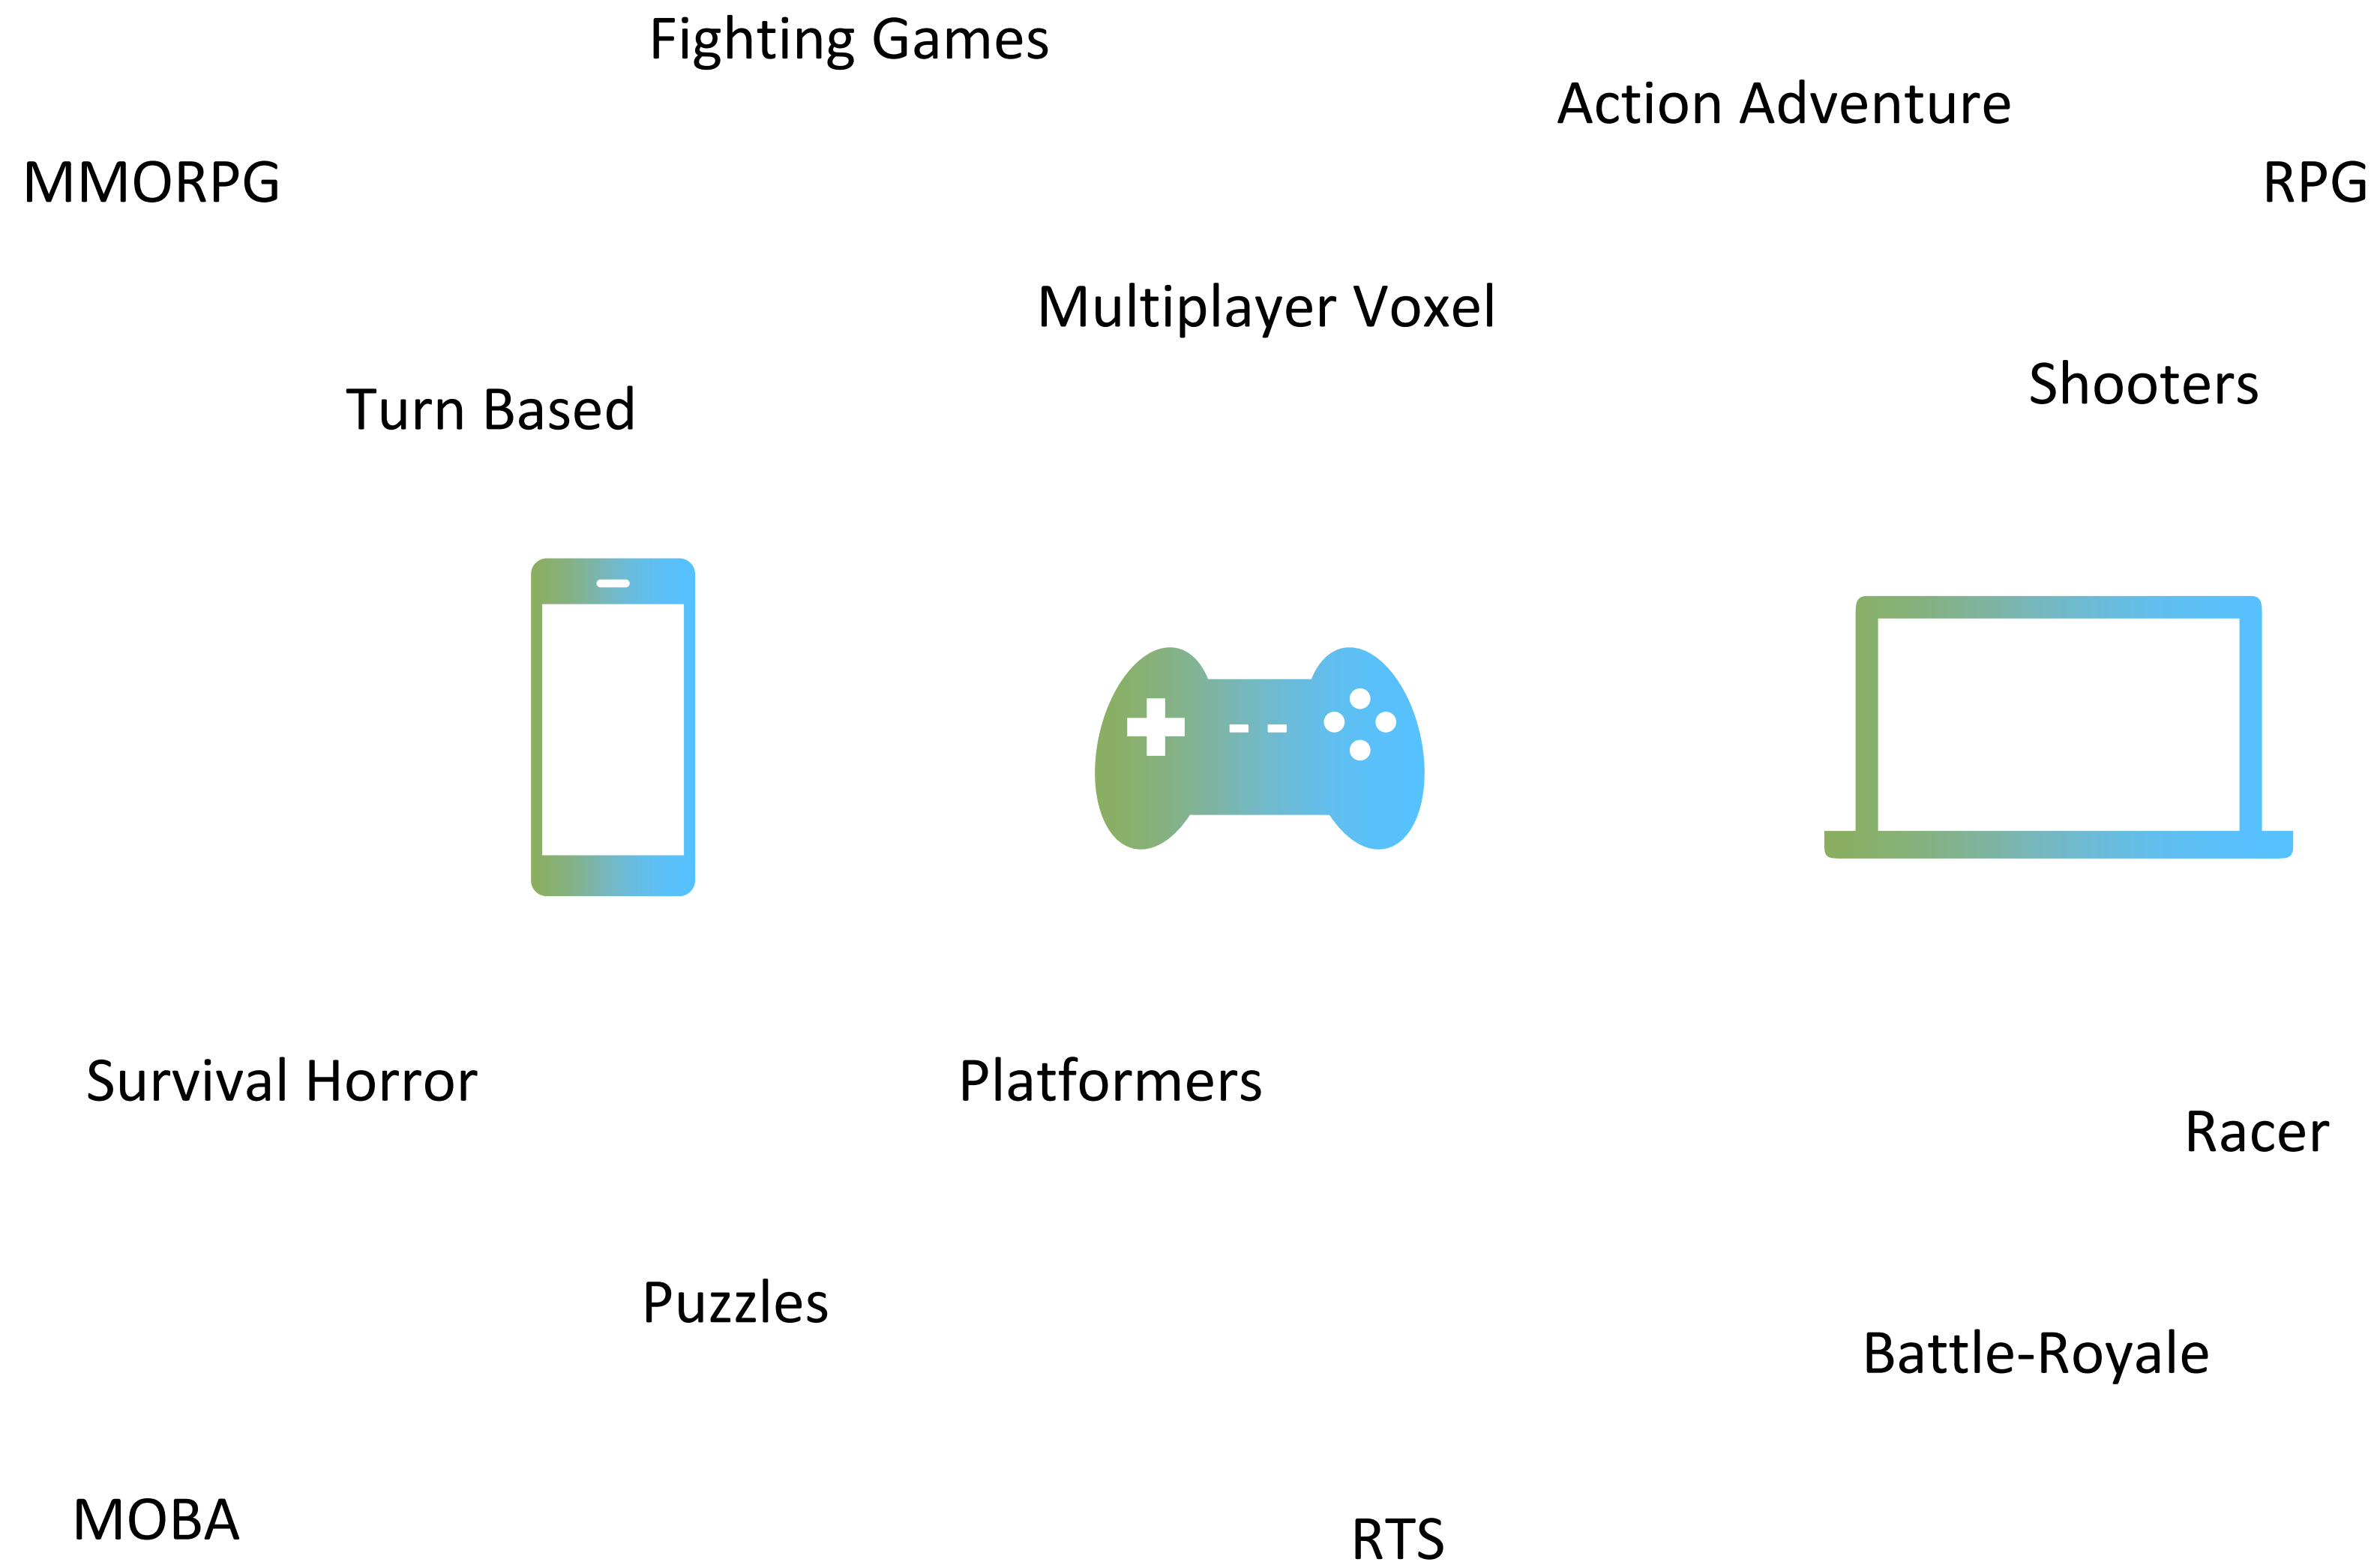 Fighting Games
Action Adventure
MMORPG
RPG
Multiplayer Voxel
Shooters
Turn Based
Survival Horror
Platformers
Racer
Puzzles
Battle-Royale
MOBA
RTS